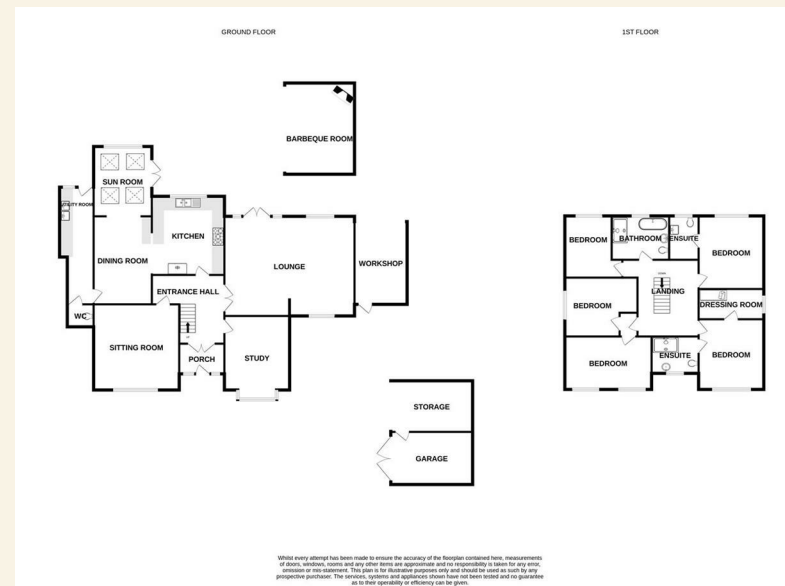 GROUND FLOOR
1ST FLOOR
BARBEQUE ROOM
SUN ROOM
UTILITY ROOM
KITCHEN
DINING ROOM
LOUNGE
WORKSHOP
ENTRANCE HALL
WC
SITTING ROOM
PORCH
STUDY
STORAGE
GARAGE
BEDROOM
BATHROOM
ENSUITE
BEDROOM
LANDING
BEDROOM
DRESSING ROOM
BEDROOM
ENSUITE
BEDROOM
Whilst every attempt has been made to ensure the accuracy of the floorplan contained here, measurements
of doors, windows, rooms and any other items are approximate and no responsibility is taken for any error,
omission or mis-statement. This plan is for illustrative purposes only and should be used as such by any
prospective purchaser. The services, systems and appliances shown have not been tested and no guarantee
as to their operability or efficiency can be given.